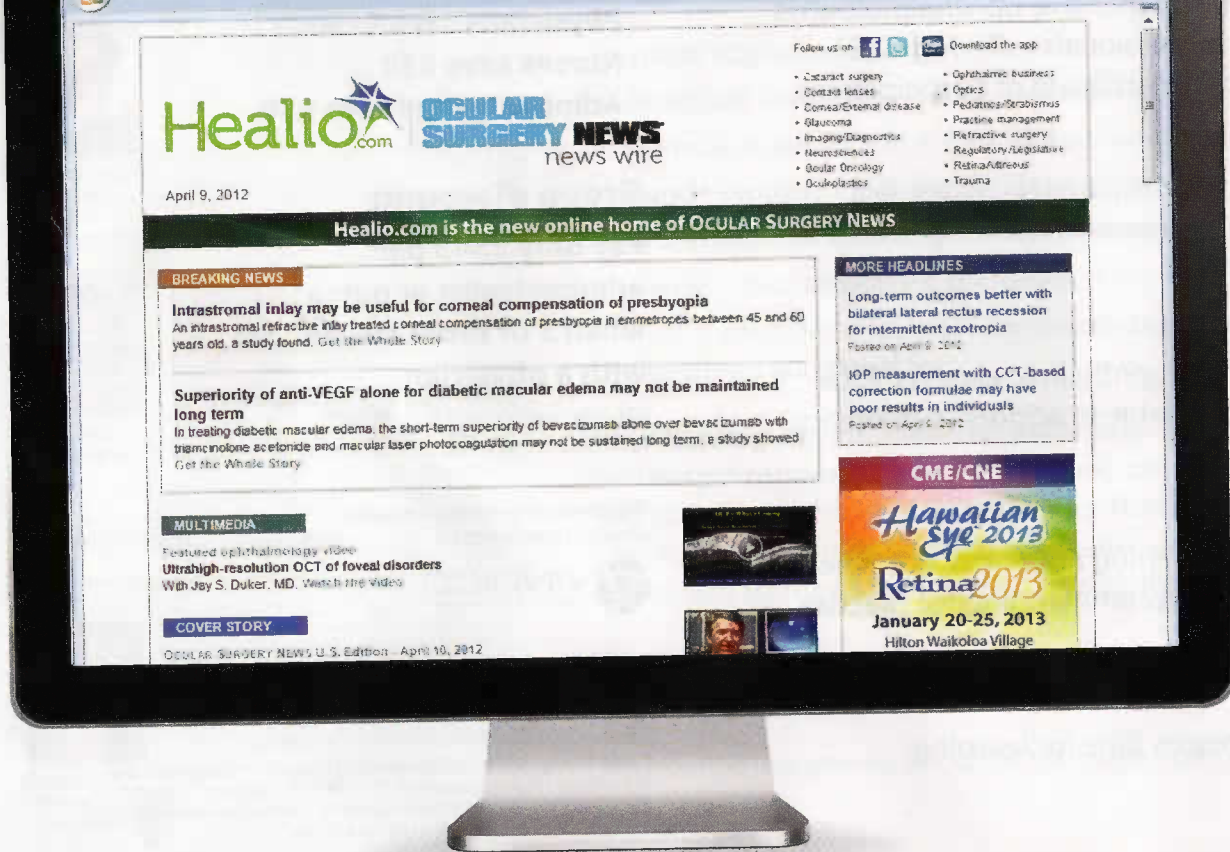 Follow us on
Download the app
Healio.com
OCULAR
SURGERY NEWS
news wire
• Cataract surgery
• Contact lenses
• Cornea/External disease
• Glaucoma
• Imaging/Diagnostics
• Neurosciences
• Ocular Oncology
• Oculoplastics
• Ophthalmic business
• Optics
• Pediatrics/Strabismus
• Practice management
• Refractive surgery
• Regulatory/Legislative
• Retina/Vitreous
• Trauma
April 9, 2012
Healio.com is the new online home of OCULAR SURGERY NEWS
BREAKING NEWS
Intrastromal inlay may be useful for corneal compensation of presbyopia
An intrastromal refractive inlay treated corneal compensation of presbyopia in emmetropes between 45 and 60
years old, a study found. Get the Whole Story
Superiority of anti-VEGF alone for diabetic macular edema may not be maintained
long term
In treating diabetic macular edema, the short-term superiority of bevacizumab alone over bevacizumab with
triamcinolone acetonide and macular laser photocoagulation may not be sustained long term, a study showed
Get the Whole Story
MULTIMEDIA
Featured ophthalmology video
Ultrahigh-resolution OCT of foveal disorders
With Jay S. Duker, MD. Watch the Video
COVER STORY
OCULAR SURGERY NEWS U.S. Edition - April 10, 2012
MORE HEADLINES
Long-term outcomes better with
bilateral lateral rectus recession
for intermittent exotropia
Posted on April 9, 2012
IOP measurement with CCT-based
correction formulae may have
poor results in individuals
Posted on April 9, 2012
CME/CNE
Hawaiian
Eye 2013
Retina 2013
January 20-25, 2013
Hilton Waikoloa Village